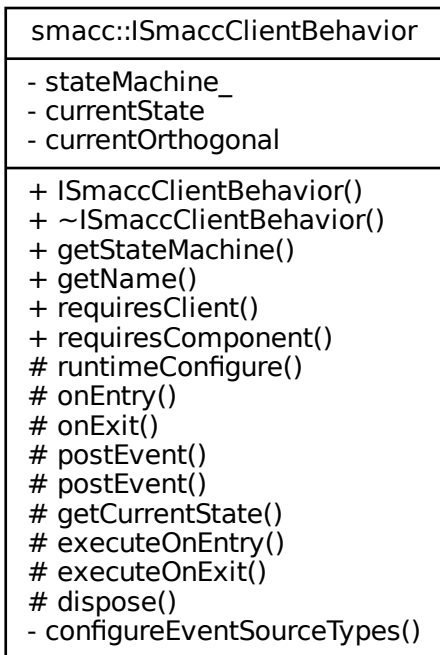 smacc::ISmaccClientBehavior
- stateMachine_
- currentState
- currentOrthogonal
+ ISmaccClientBehavior()
+ ~ISmaccClientBehavior()
+ getStateMachine()
+ getName()
+ requiresClient()
+ requiresComponent()
# runtimeConfigure()
# onEntry()
# onExit()
# postEvent()
# postEvent()
# getCurrentState()
# executeOnEntry()
# executeOnExit()
# dispose()
- configureEventSourceTypes()